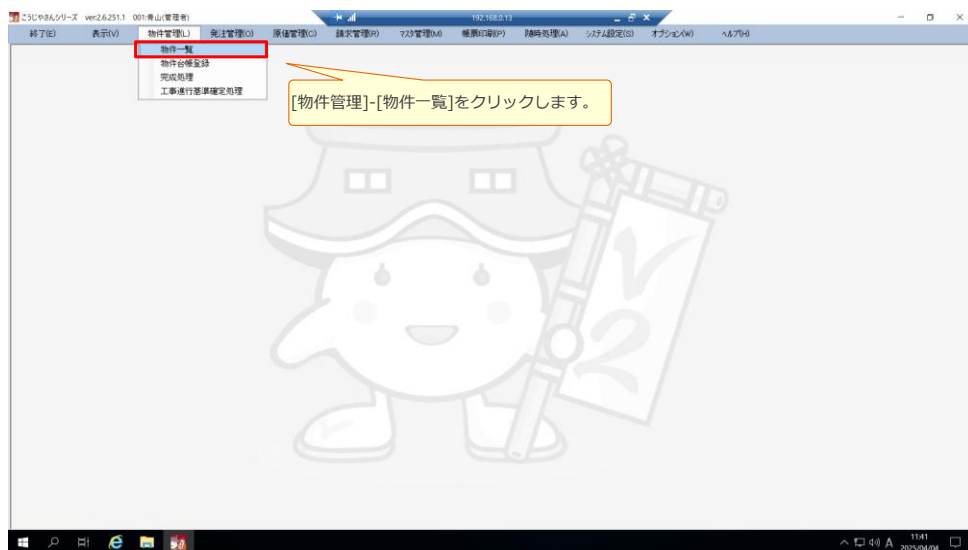 こうじやさんシリーズ ver.2.6.251.1 001:青山(管理者)
192.168.0.13
終了(E) 表示(V) 物件管理(L) 発注管理(O) 原価管理(C) 請求管理(R) マスタ管理(M) 帳票印刷(P) 随時処理(A) システム設定(S) オプション(W) ヘルプ(H)
物件一覧
物件台帳登録
完成処理
工事進行基準確定処理
[物件管理]-[物件一覧]をクリックします。
V2
A 11:41
2025/04/04